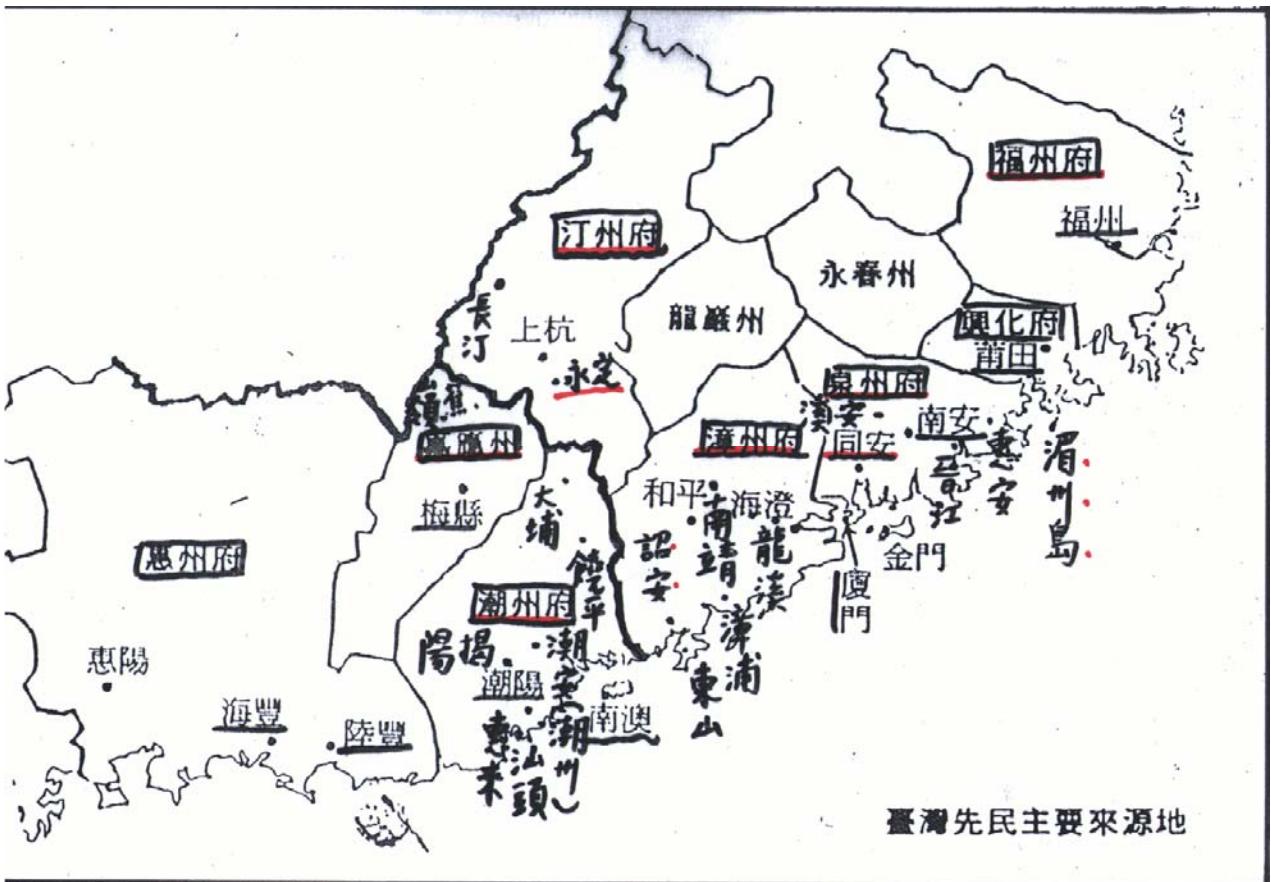 福州府
福州
汀州府
永春州
龍巖州
長汀
上杭
永定
興化府
莆田
泉州府
安溪
南安
惠安
湄州島
同安
晉江
金門
廈門
漳州府
和平
南靖
海澄
龍溪
詔安
漳浦
東山
蕉嶺
嘉應州
梅縣
大埔
饒平
潮州府
揭陽
潮安(潮州)
潮陽
汕頭
惠來
南澳
惠州府
惠陽
海豐
陸豐
臺灣先民主要來源地